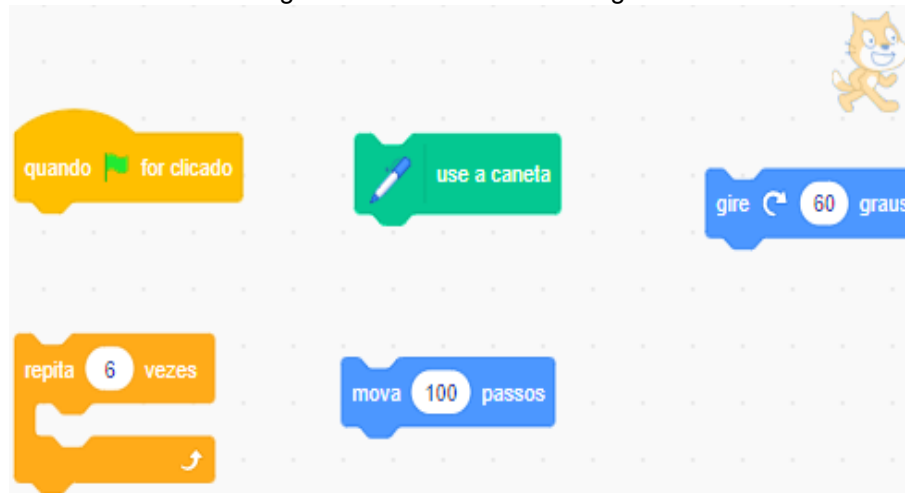 quando for clicado
use a caneta
gire 60 graus
repita 6 vezes
mova 100 passos